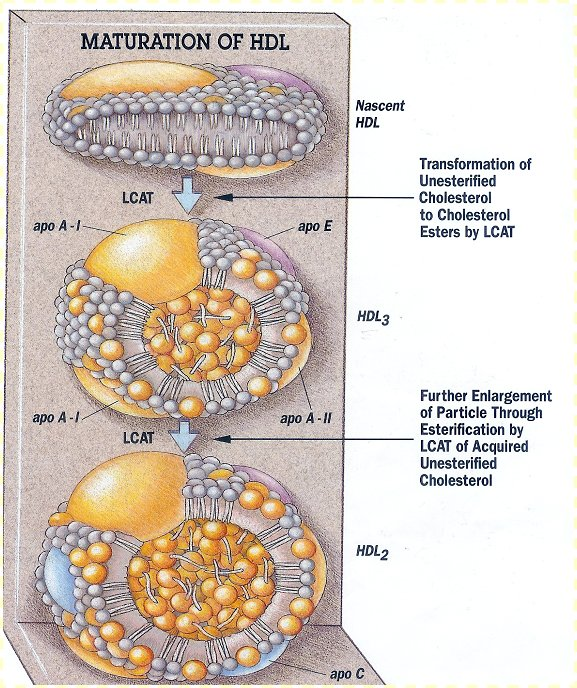 MATURATION OF HDL
Nascent
HDL
Transformation of
Unesterified
Cholesterol
to Cholesterol
Esters by LCAT
LCAT
apo A-I
apo E
HDL3
apo A-I
apo A-II
LCAT
Further Enlargement
of Particle Through
Esterification by
LCAT of Acquired
Unesterified
Cholesterol
HDL2
apo C